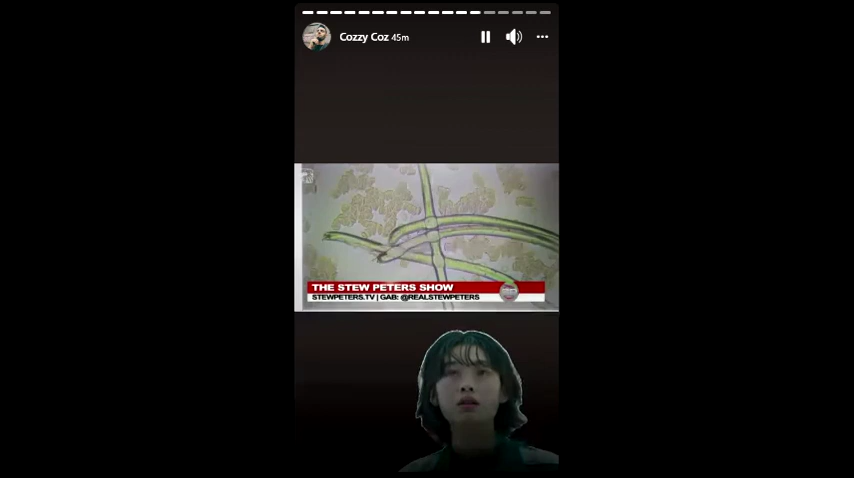 Cozzy Coz 45m
THE STEW PETERS SHOW
STEWPETERS.TV | GAB: @REALSTEWPETERS